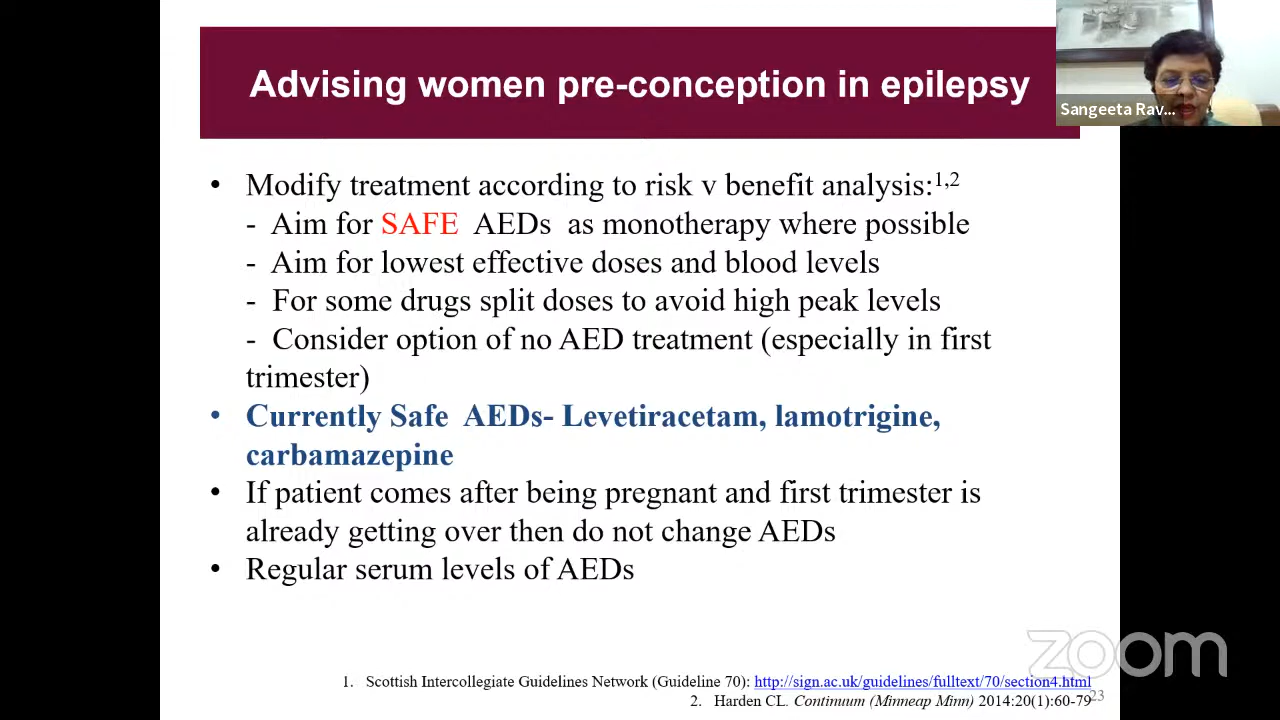 Advising women pre-conception in epilepsy
Sangeeta Rav...
• Modify treatment according to risk v benefit analysis:1,2
- Aim for SAFE AEDs as monotherapy where possible
- Aim for lowest effective doses and blood levels
- For some drugs split doses to avoid high peak levels
- Consider option of no AED treatment (especially in first
trimester)
• Currently Safe AEDs- Levetiracetam, lamotrigine,
carbamazepine
• If patient comes after being pregnant and first trimester is
already getting over then do not change AEDs
• Regular serum levels of AEDs
zoom
1. Scottish Intercollegiate Guidelines Network (Guideline 70): http://sign.ac.uk/guidelines/fulltext/70/section4.html
2. Harden CL. Continuum (Minneap Minn) 2014:20(1):60-79
23